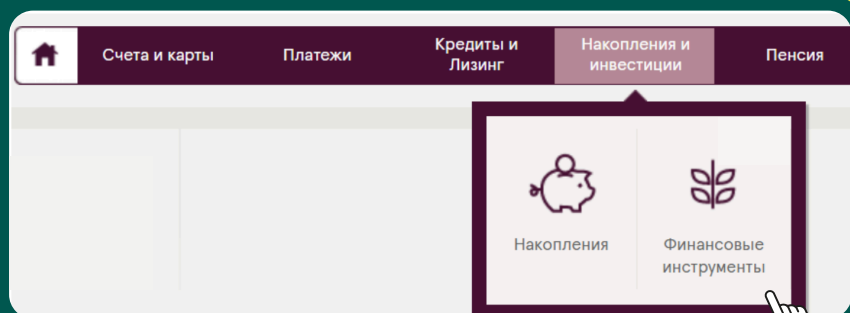 Счета и карты
Платежи
Кредиты и
Лизинг
Накопления и
инвестиции
Пенсия
Накопления
Финансовые
инструменты